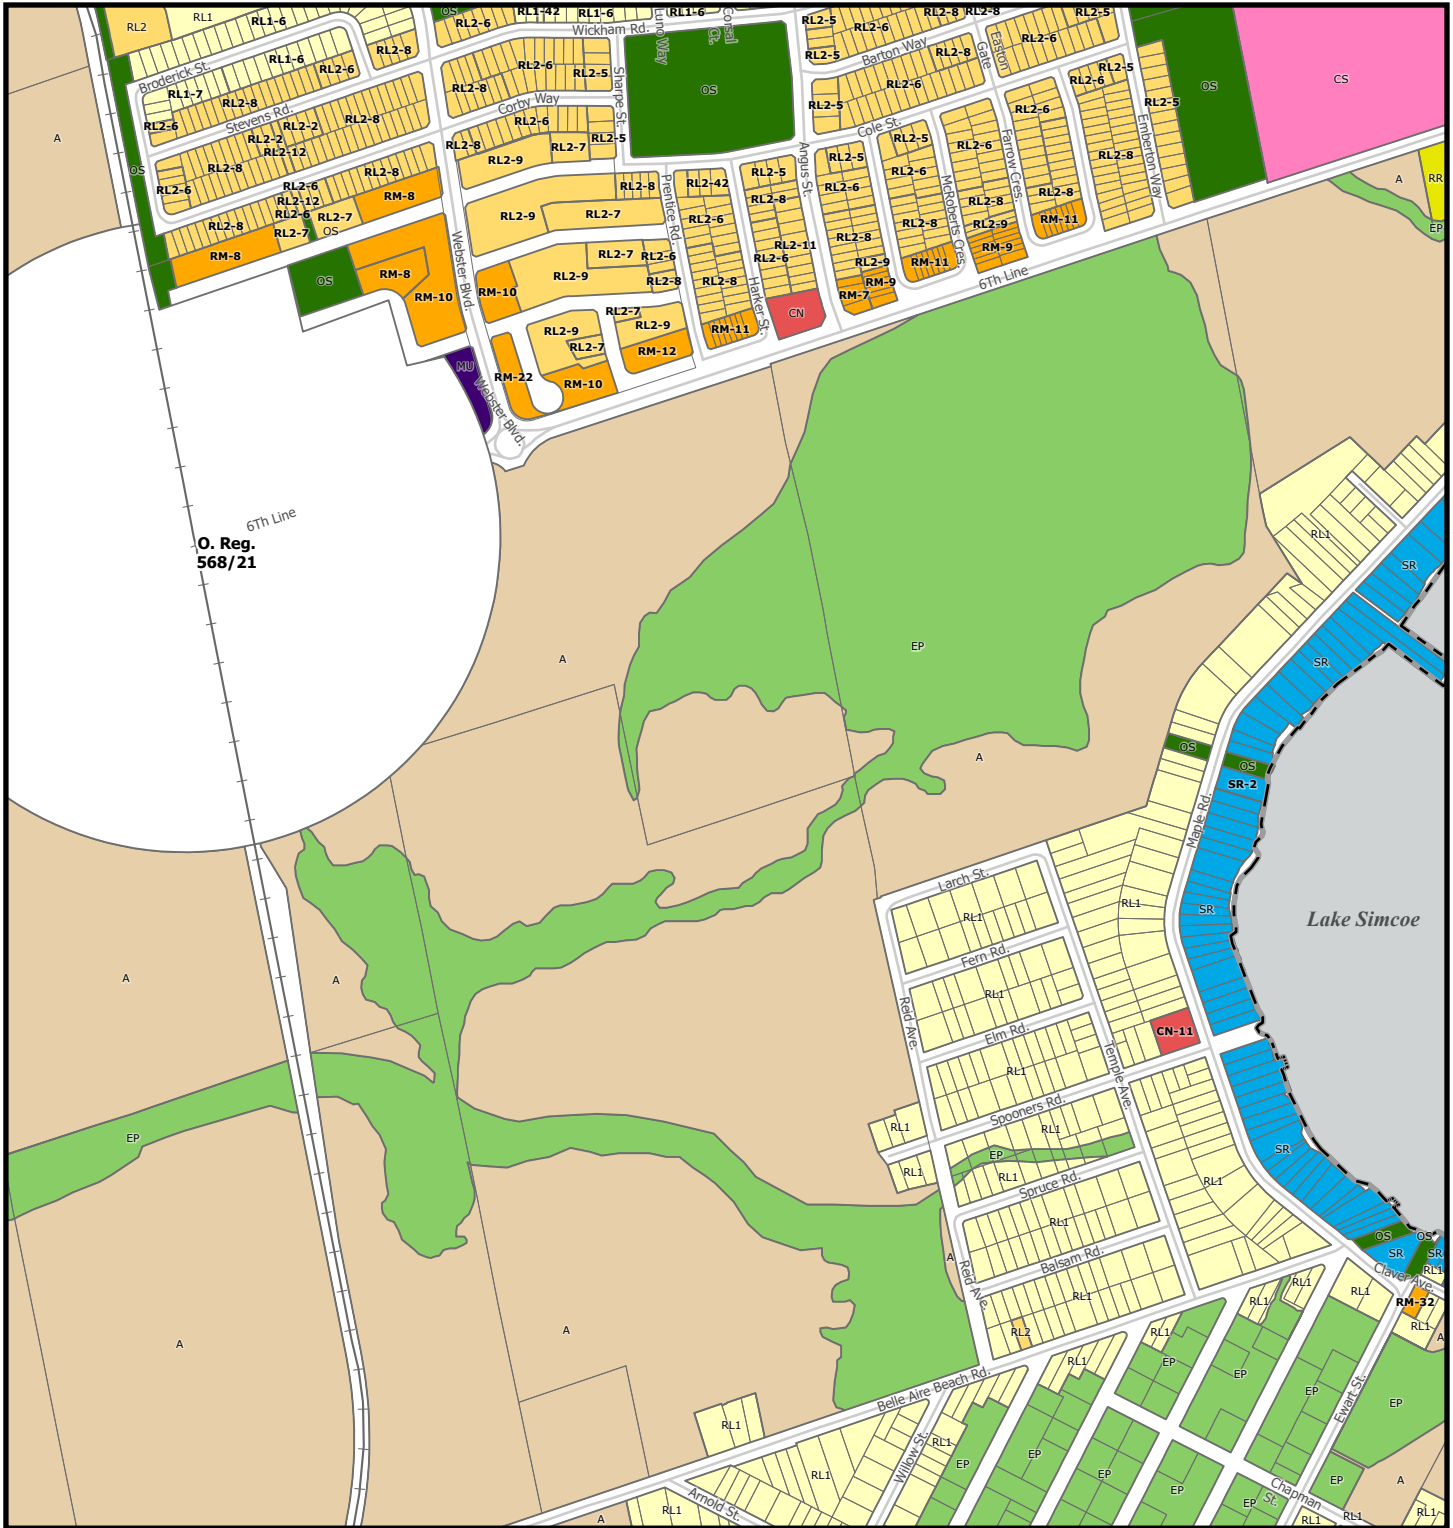 RL2
RL1
RL1-6
OS
RL2-6
RL1-42
RL1-6
RL1-6
Wickham Rd.
Luno Way
Corsal Ct.
RL2-5
RL2-6
RL2-8
RL2-8
RL2-5
Broderick St.
RL1-6
RL2-6
RL2-8
RL1-7
RL2-8
Stevens Rd.
RL2-6
RL2-2
RL2-2
RL2-12
RL2-8
RL2-6
RL2-5
RL2-8
Corby Way
Sharpe St.
OS
RL2-5
Barton Way
RL2-8
Easton Gate
RL2-6
RL2-6
RL2-5
RL2-6
RL2-5
OS
CS
A
OS
RL2-6
RL2-8
RL2-8
RL2-6
RL2-12
RL2-6
RL2-7
OS
RM-8
RL2-8
RL2-7
RM-8
RL2-8
RL2-6
RL2-9
RL2-7
RL2-5
RL2-5
Cole St.
RL2-5
RL2-6
RL2-6
Farrow Cres.
RL2-5
Emberton Way
RL2-8
A
RR
EP
RL2-9
RL2-7
RL2-8
Prentice Rd.
RL2-42
RL2-6
RL2-5
RL2-8
Angus St.
RL2-5
RL2-6
RL2-6
RL2-8
McRoberts Cres.
RL2-8
RL2-8
RL2-9
RM-9
RM-11
Webster Blvd.
OS
RM-8
RM-10
RM-10
RL2-9
RL2-7
RL2-6
RL2-8
RL2-8
Harker St.
RL2-11
RL2-6
RL2-8
RL2-9
RM-9
RM-7
RM-11
6Th Line
RL2-9
RL2-7
RL2-7
RL2-9
RM-11
CN
RM-12
MU
Webster Blvd.
RM-22
RM-10
6Th Line
O. Reg.
568/21
RL1
SR
A
EP
SR
A
OS
OS
SR-2
Maple Rd.
Larch St.
RL1
RL1
SR
Lake Simcoe
A
A
Fern Rd.
RL1
Reid Ave.
Elm Rd.
RL1
Temple Ave.
CN-11
Spooners Rd.
RL1
RL1
EP
EP
RL1
RL1
SR
Spruce Rd.
RL1
RL1
A
Balsam Rd.
Reid Ave.
RL1
RL2
OS
OS
SR
SR
RL1
Claver Ave.
RL1
RL1
RL1
RM-32
RL1
A
A
A
RL1
RL1
EP
EP
EP
EP
Ewart St.
Belle Aire Beach Rd.
RL1
RL1
RL1
Willow St.
EP
EP
EP
EP
EP
EP
A
Chapman St.
Arnold St.
RL1
A
RL1
RL1
RL1